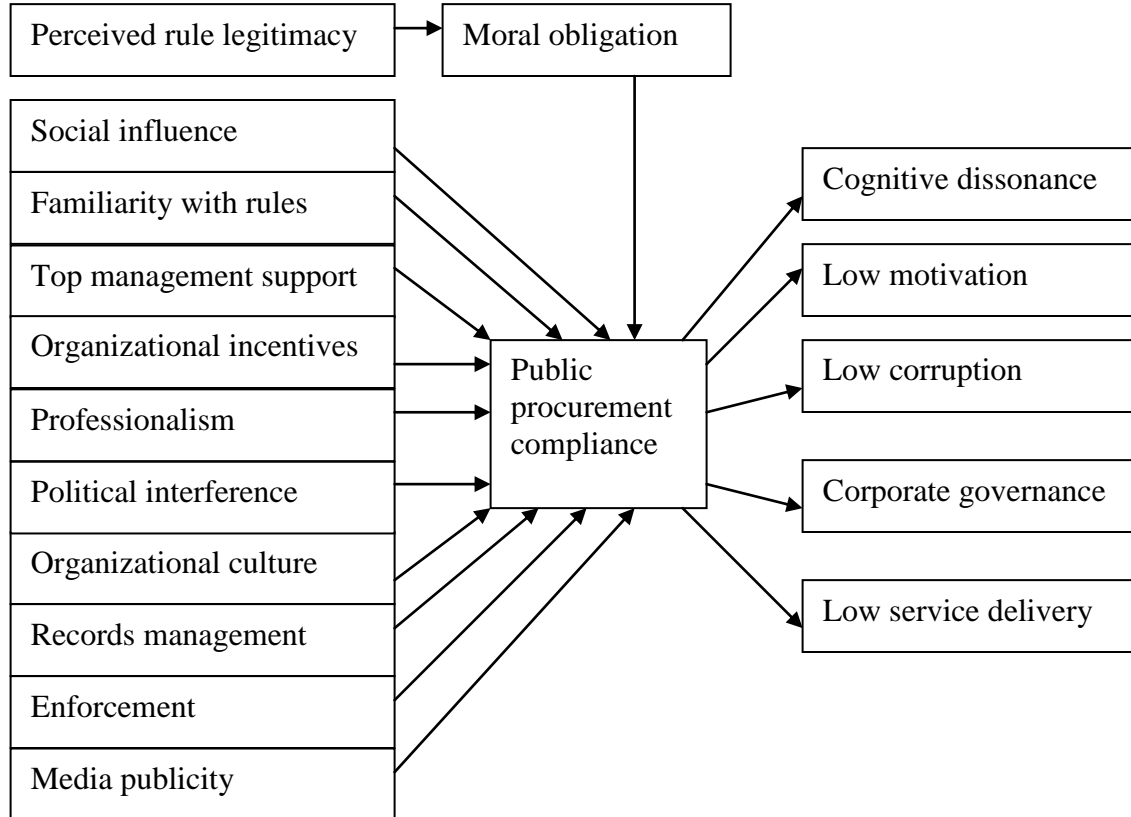 Perceived rule legitimacy
Moral obligation
Social influence
Familiarity with rules
Top management support
Organizational incentives
Professionalism
Political interference
Organizational culture
Records management
Enforcement
Media publicity
Public
procurement
compliance
Cognitive dissonance
Low motivation
Low corruption
Corporate governance
Low service delivery